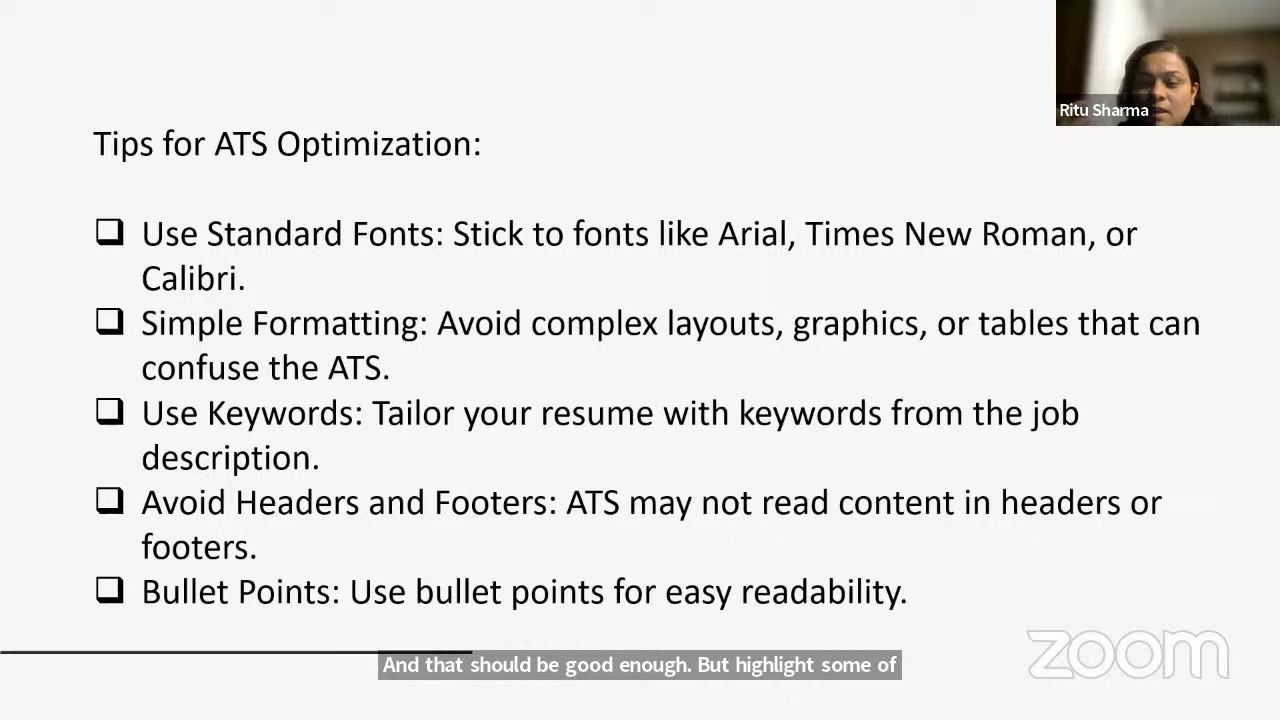 Ritu Sharma
Tips for ATS Optimization:
Use Standard Fonts: Stick to fonts like Arial, Times New Roman, or
Calibri.
Simple Formatting: Avoid complex layouts, graphics, or tables that can
confuse the ATS.
Use Keywords: Tailor your resume with keywords from the job
description.
Avoid Headers and Footers: ATS may not read content in headers or
footers.
Bullet Points: Use bullet points for easy readability.
And that should be good enough. But highlight some of
zoom